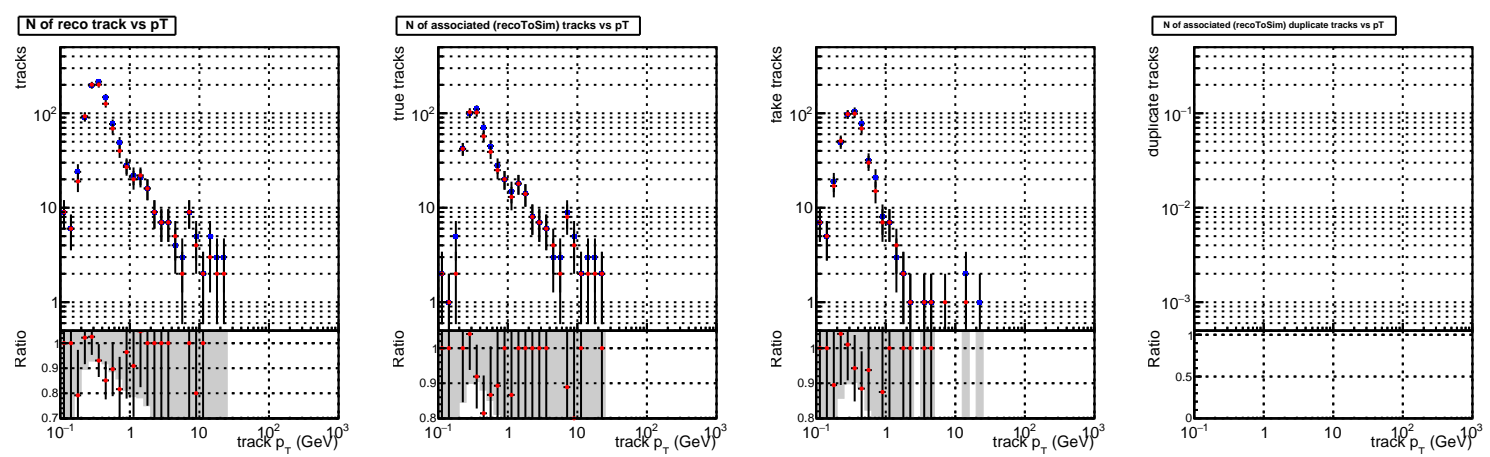 N of reco track vs pT
tracks
10²
10
1
Ratio
1
0.9
0.8
0.7
10⁻¹ 1 10 10² 10³
track p_T (GeV)
N of associated (recoToSim) tracks vs pT
true tracks
10²
10
1
Ratio
1
0.9
0.8
10⁻¹ 1 10 10² 10³
track p_T (GeV)
fake tracks
10²
10
1
Ratio
1
0.9
0.8
10⁻¹ 1 10 10² 10³
track p_T (GeV)
N of associated (recoToSim) duplicate tracks vs pT
duplicate tracks
10⁻¹
10⁻²
10⁻³
Ratio
1
0.5
0
10⁻¹ 1 10 10² 10³
track p_T (GeV)